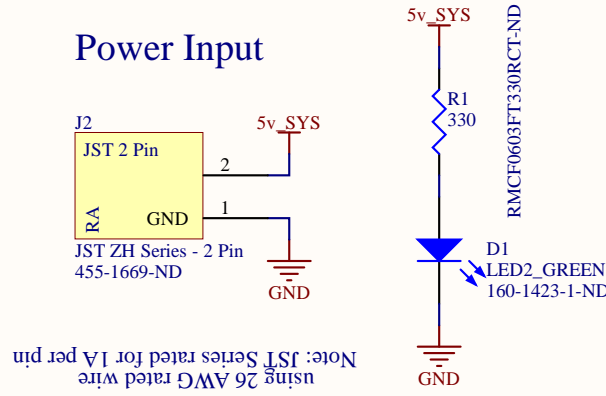 Power Input
J2
JST 2 Pin
RA
GND
2
1
JST ZH Series - 2 Pin
455-1669-ND
5v_SYS
GND
Note: JST Series rated for 1A per pin
using 26 AWG rated wire
5v_SYS
R1
330
RMCF0603FT330RCT-ND
D1
LED2_GREEN
160-1423-1-ND
GND